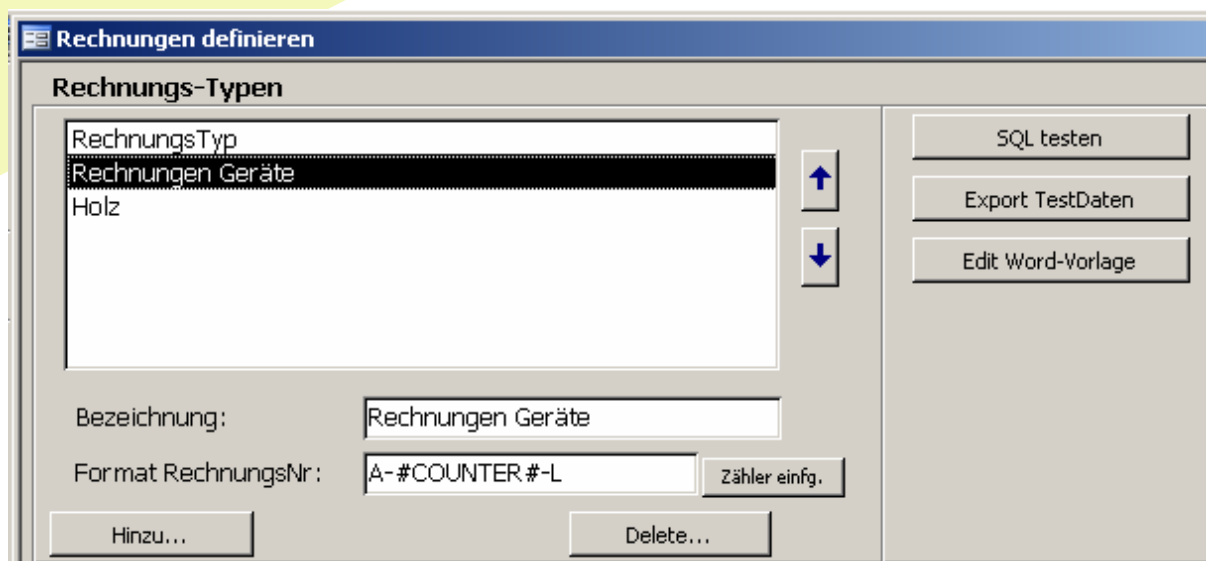 Rechnungen definieren
Rechnungs-Typen
RechnungsTyp
Rechnungen Geräte
Holz
SQL testen
Export TestDaten
Edit Word-Vorlage
Bezeichnung:
Rechnungen Geräte
Format RechnungsNr:
A-#COUNTER#-L
Zähler einfg.
Hinzu...
Delete...